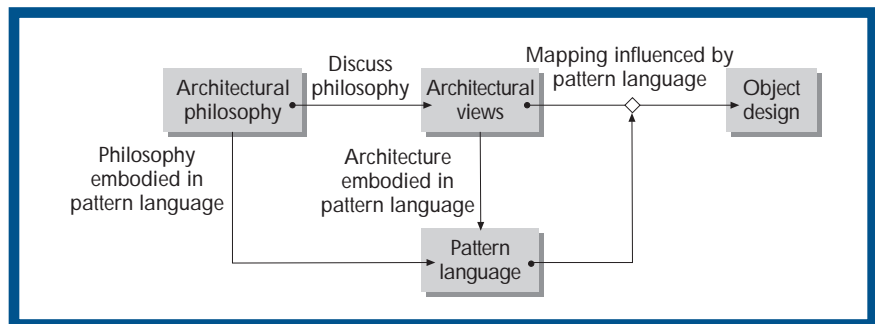 Architectural
philosophy
Discuss
philosophy
Architectural
views
Mapping influenced by
pattern language
Object
design
Philosophy
embodied in
pattern language
Architecture
embodied in
pattern language
Pattern
language